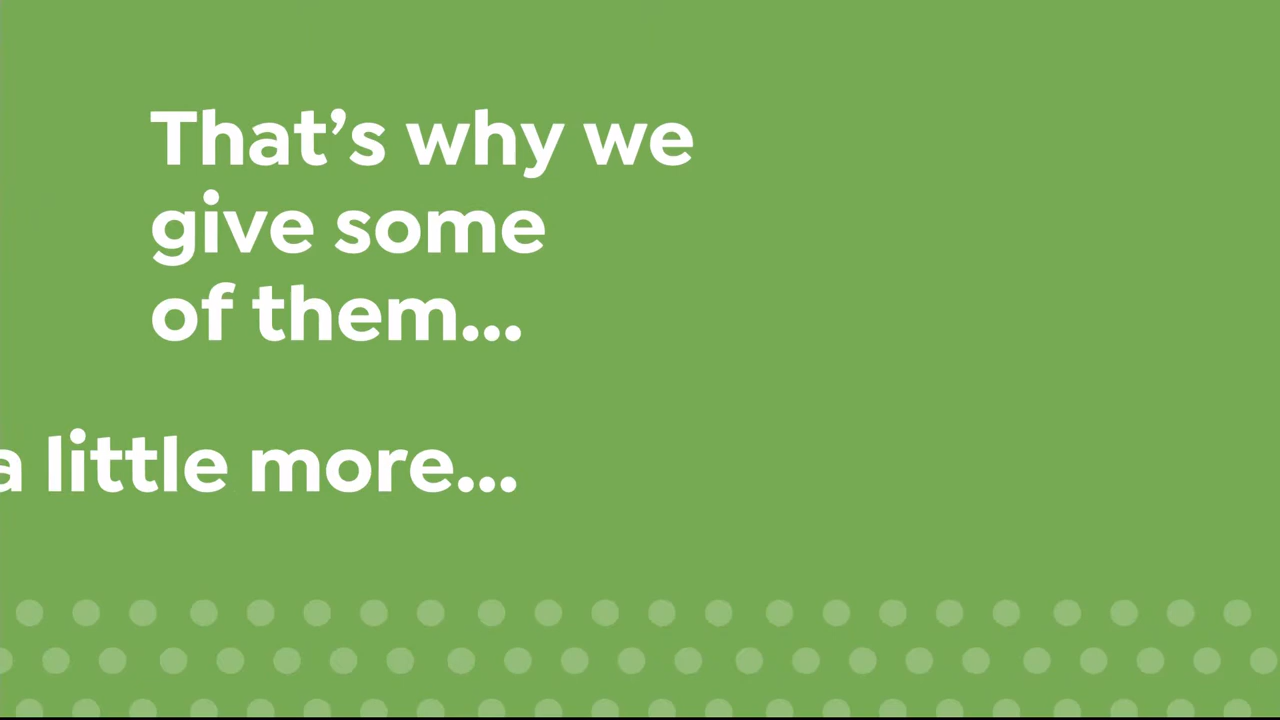 That’s why we
give some
of them...
a little more...